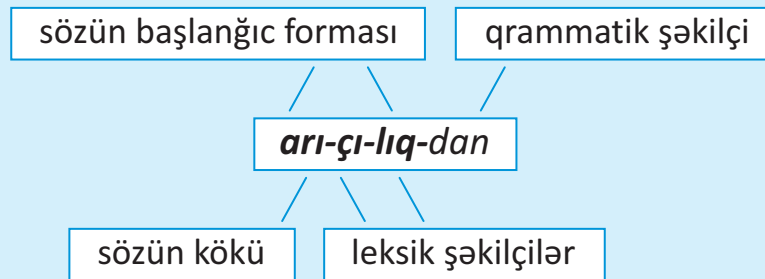 sözün başlanğıc forması
qrammatik şəkilçi
arı-çı-lıq-dan
sözün kökü
leksik şəkilçilər